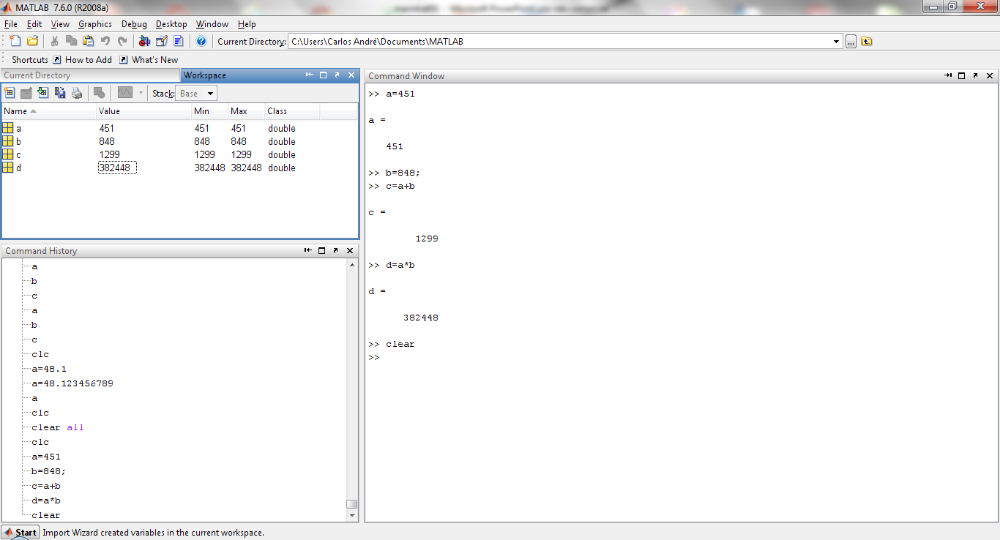 MATLAB 7.6.0 (R2008a)
File Edit View Graphics Debug Desktop Window Help
Current Directory: C:\Users\Carlos André\Documents\MATLAB ...
Shortcuts How to Add What's New
Current Directory Workspace
Stack: Base
Name Value Min Max Class
a 451 451 451 double
b 848 848 848 double
c 1299 1299 1299 double
d 382448 382448 382448 double
Command History
a
b
c
a
b
c
clc
a=48.1
a=48.123456789
a
clc
clear all
clc
a=451
b=848;
c=a+b
d=a*b
clear
Command Window
>> a=451
a =
451
>> b=848;
>> c=a+b
c =
1299
>> d=a*b
d =
382448
>> clear
>>
Start Import Wizard created variables in the current workspace.